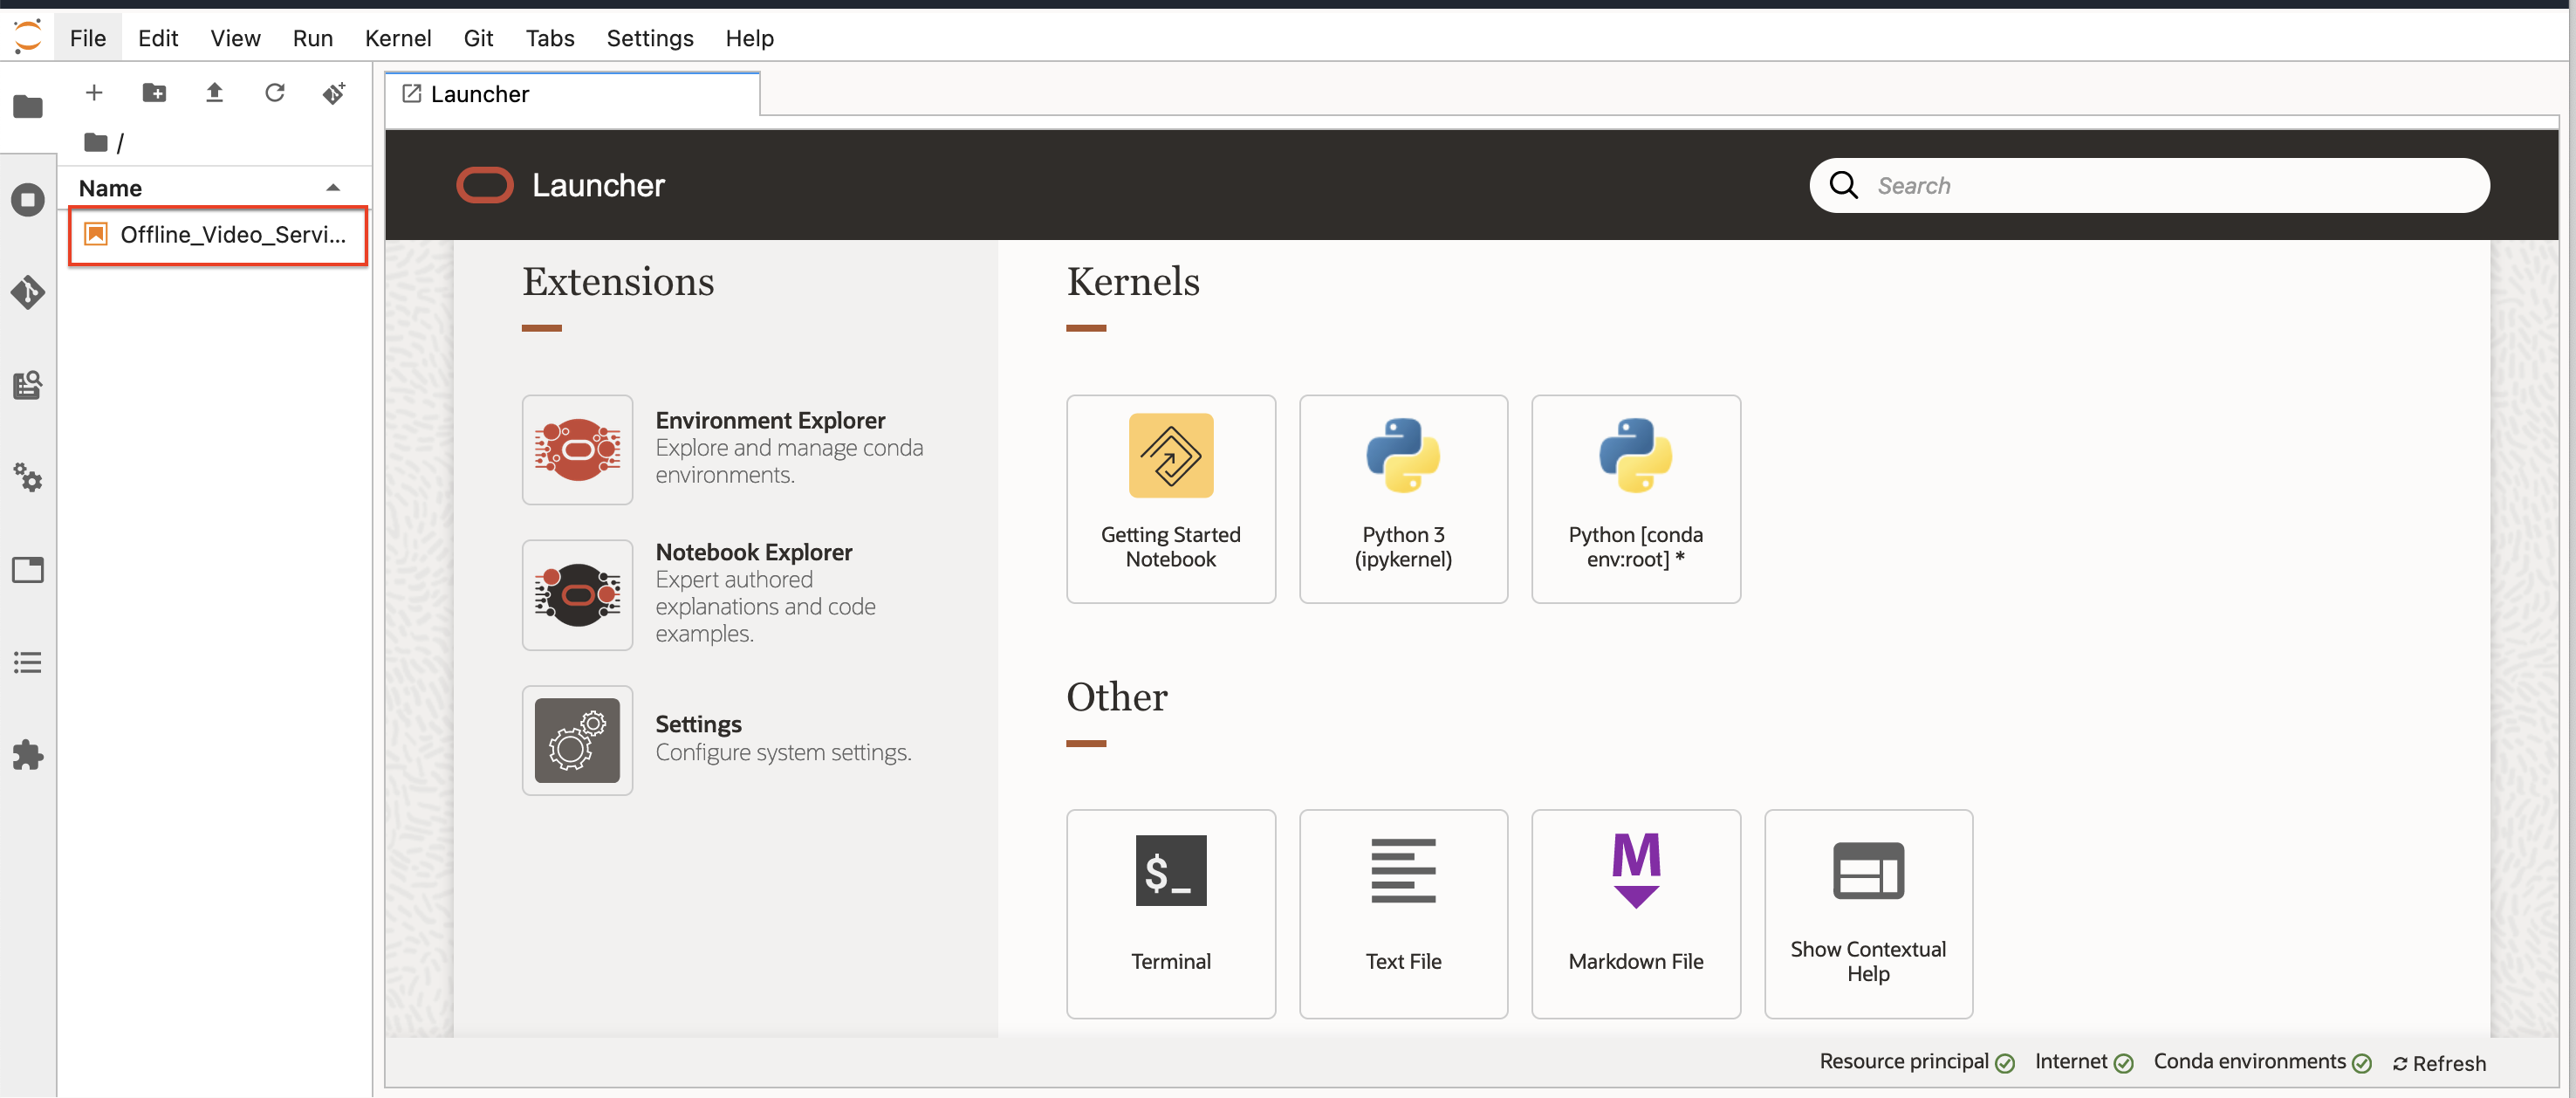 File Edit View Run Kernel Git Tabs Settings Help
Launcher
/
Name
Offline_Video_Servi...
Launcher
Search
Extensions
Environment Explorer
Explore and manage conda
environments.
Notebook Explorer
Expert authored
explanations and code
examples.
Settings
Configure system settings.
Kernels
Getting Started
Notebook
Python 3
(ipykernel)
Python [conda
env:root] *
Other
$_
Terminal
Text File
M
Markdown File
Show Contextual
Help
Resource principal Internet Conda environments Refresh